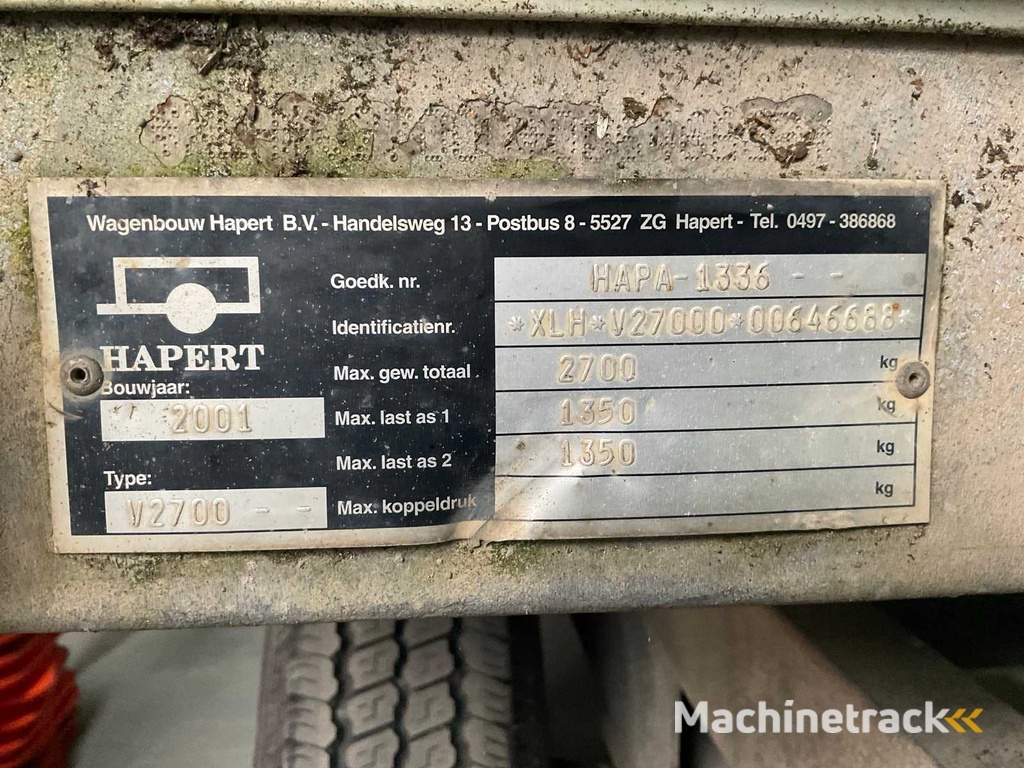 Wagenbouw Hapert B.V. - Handelsweg 13 - Postbus 8 - 5527 ZG Hapert - Tel. 0497 - 386868
HAPERT
Bouwjaar:
2001
Type:
V2700 - -
Goedk. nr. HAPA-1336 - -
Identificatienr. *XLH*V27000*00646688*
Max. gew. totaal 2700 kg
Max. last as 1 1350 kg
Max. last as 2 1350 kg
Max. koppeldruk kg
Machinetrack